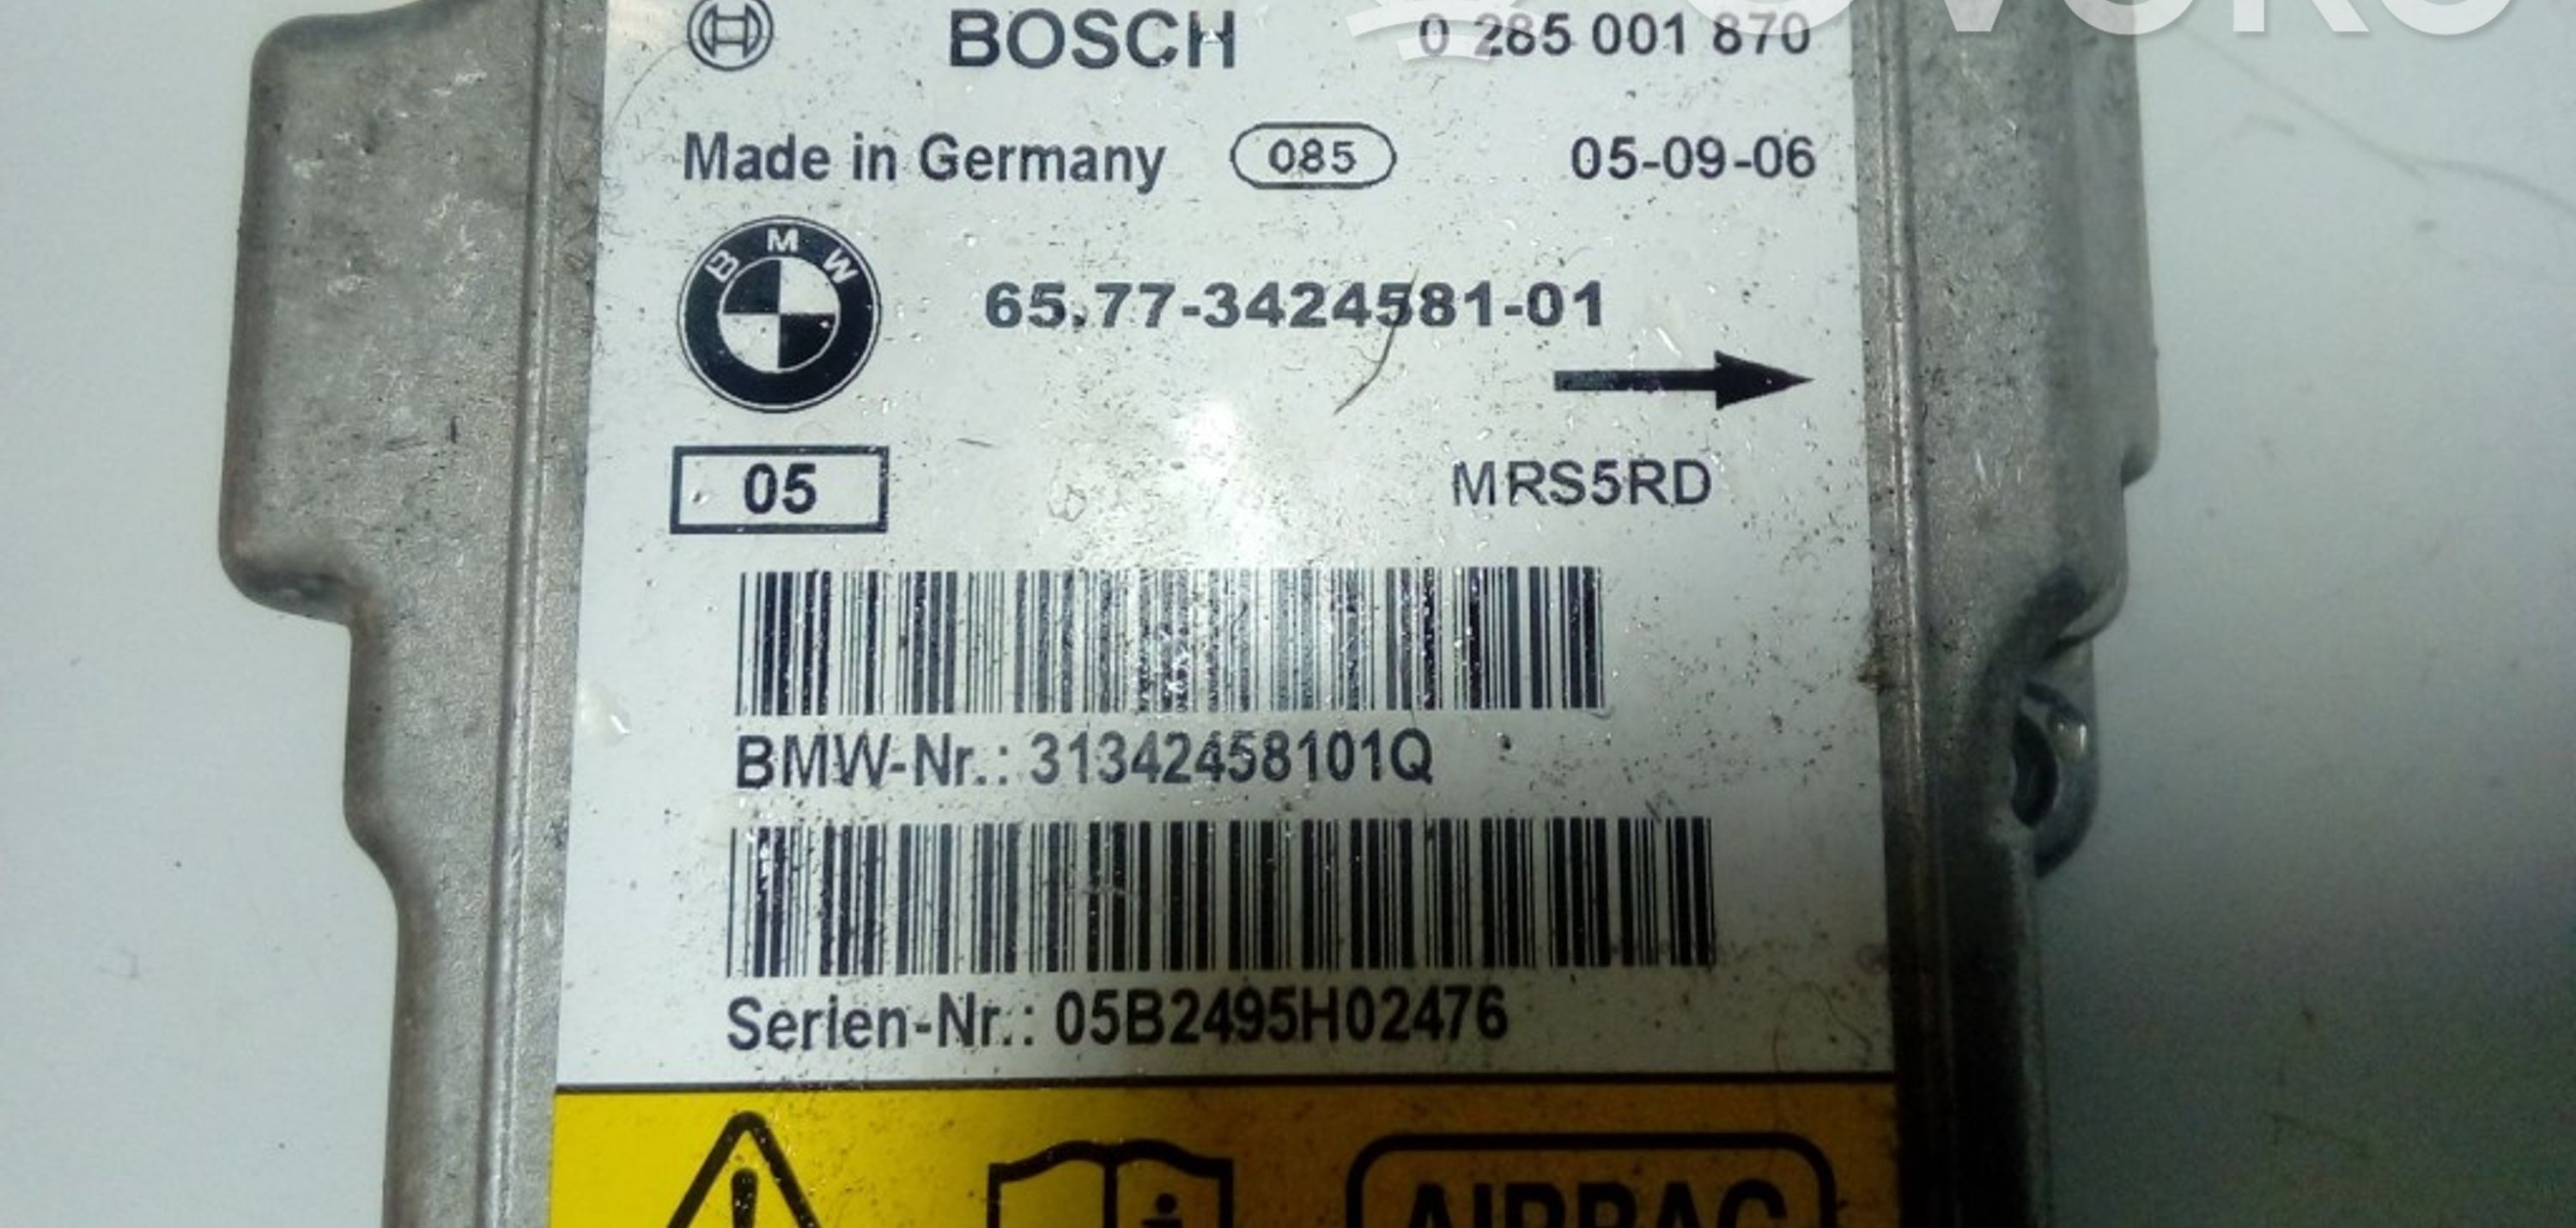 BOSCH 0 285 001 870
Made in Germany 085 05-09-06
BMW 65.77-3424581-01
05 MRS5RD
BMW-Nr.: 31342458101Q
Serien-Nr.: 05B2495H02476
AIRBAG